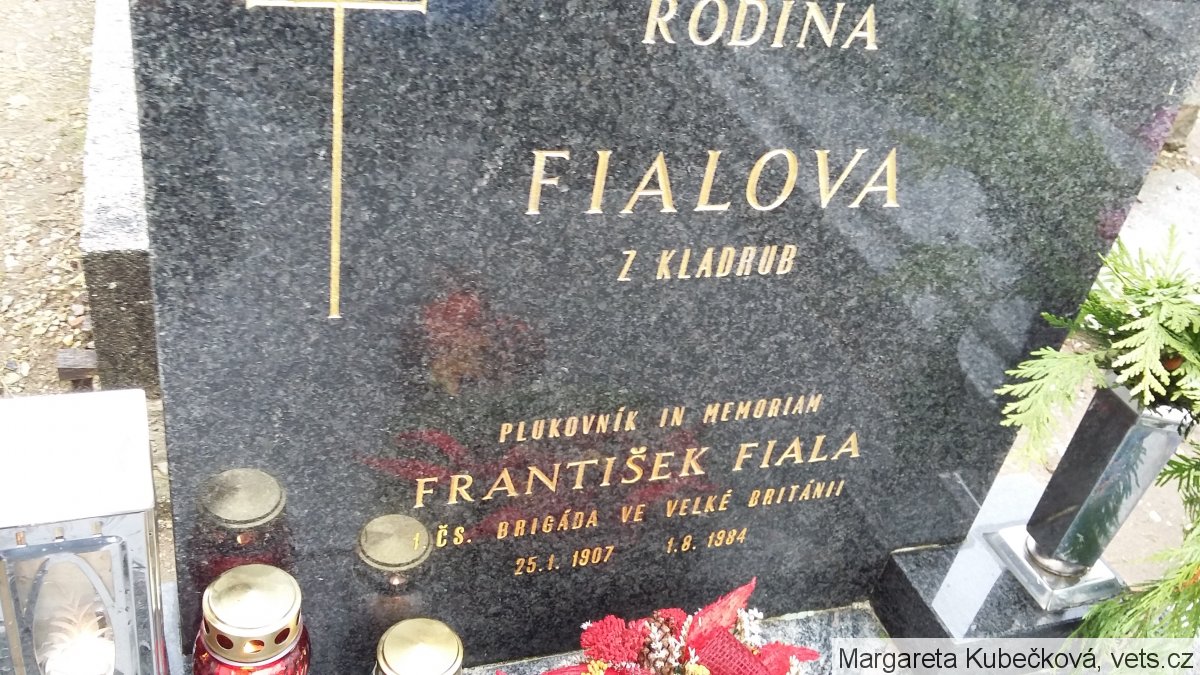 RODINA
FIALOVA
Z KLADRUB
PLUKOVNÍK IN MEMORIAM
FRANTIŠEK FIALA
1. ČS. BRIGÁDA VE VELKÉ BRITÁNII
25.1. 1907 1.8. 1984
Margareta Kubečková, vets.cz